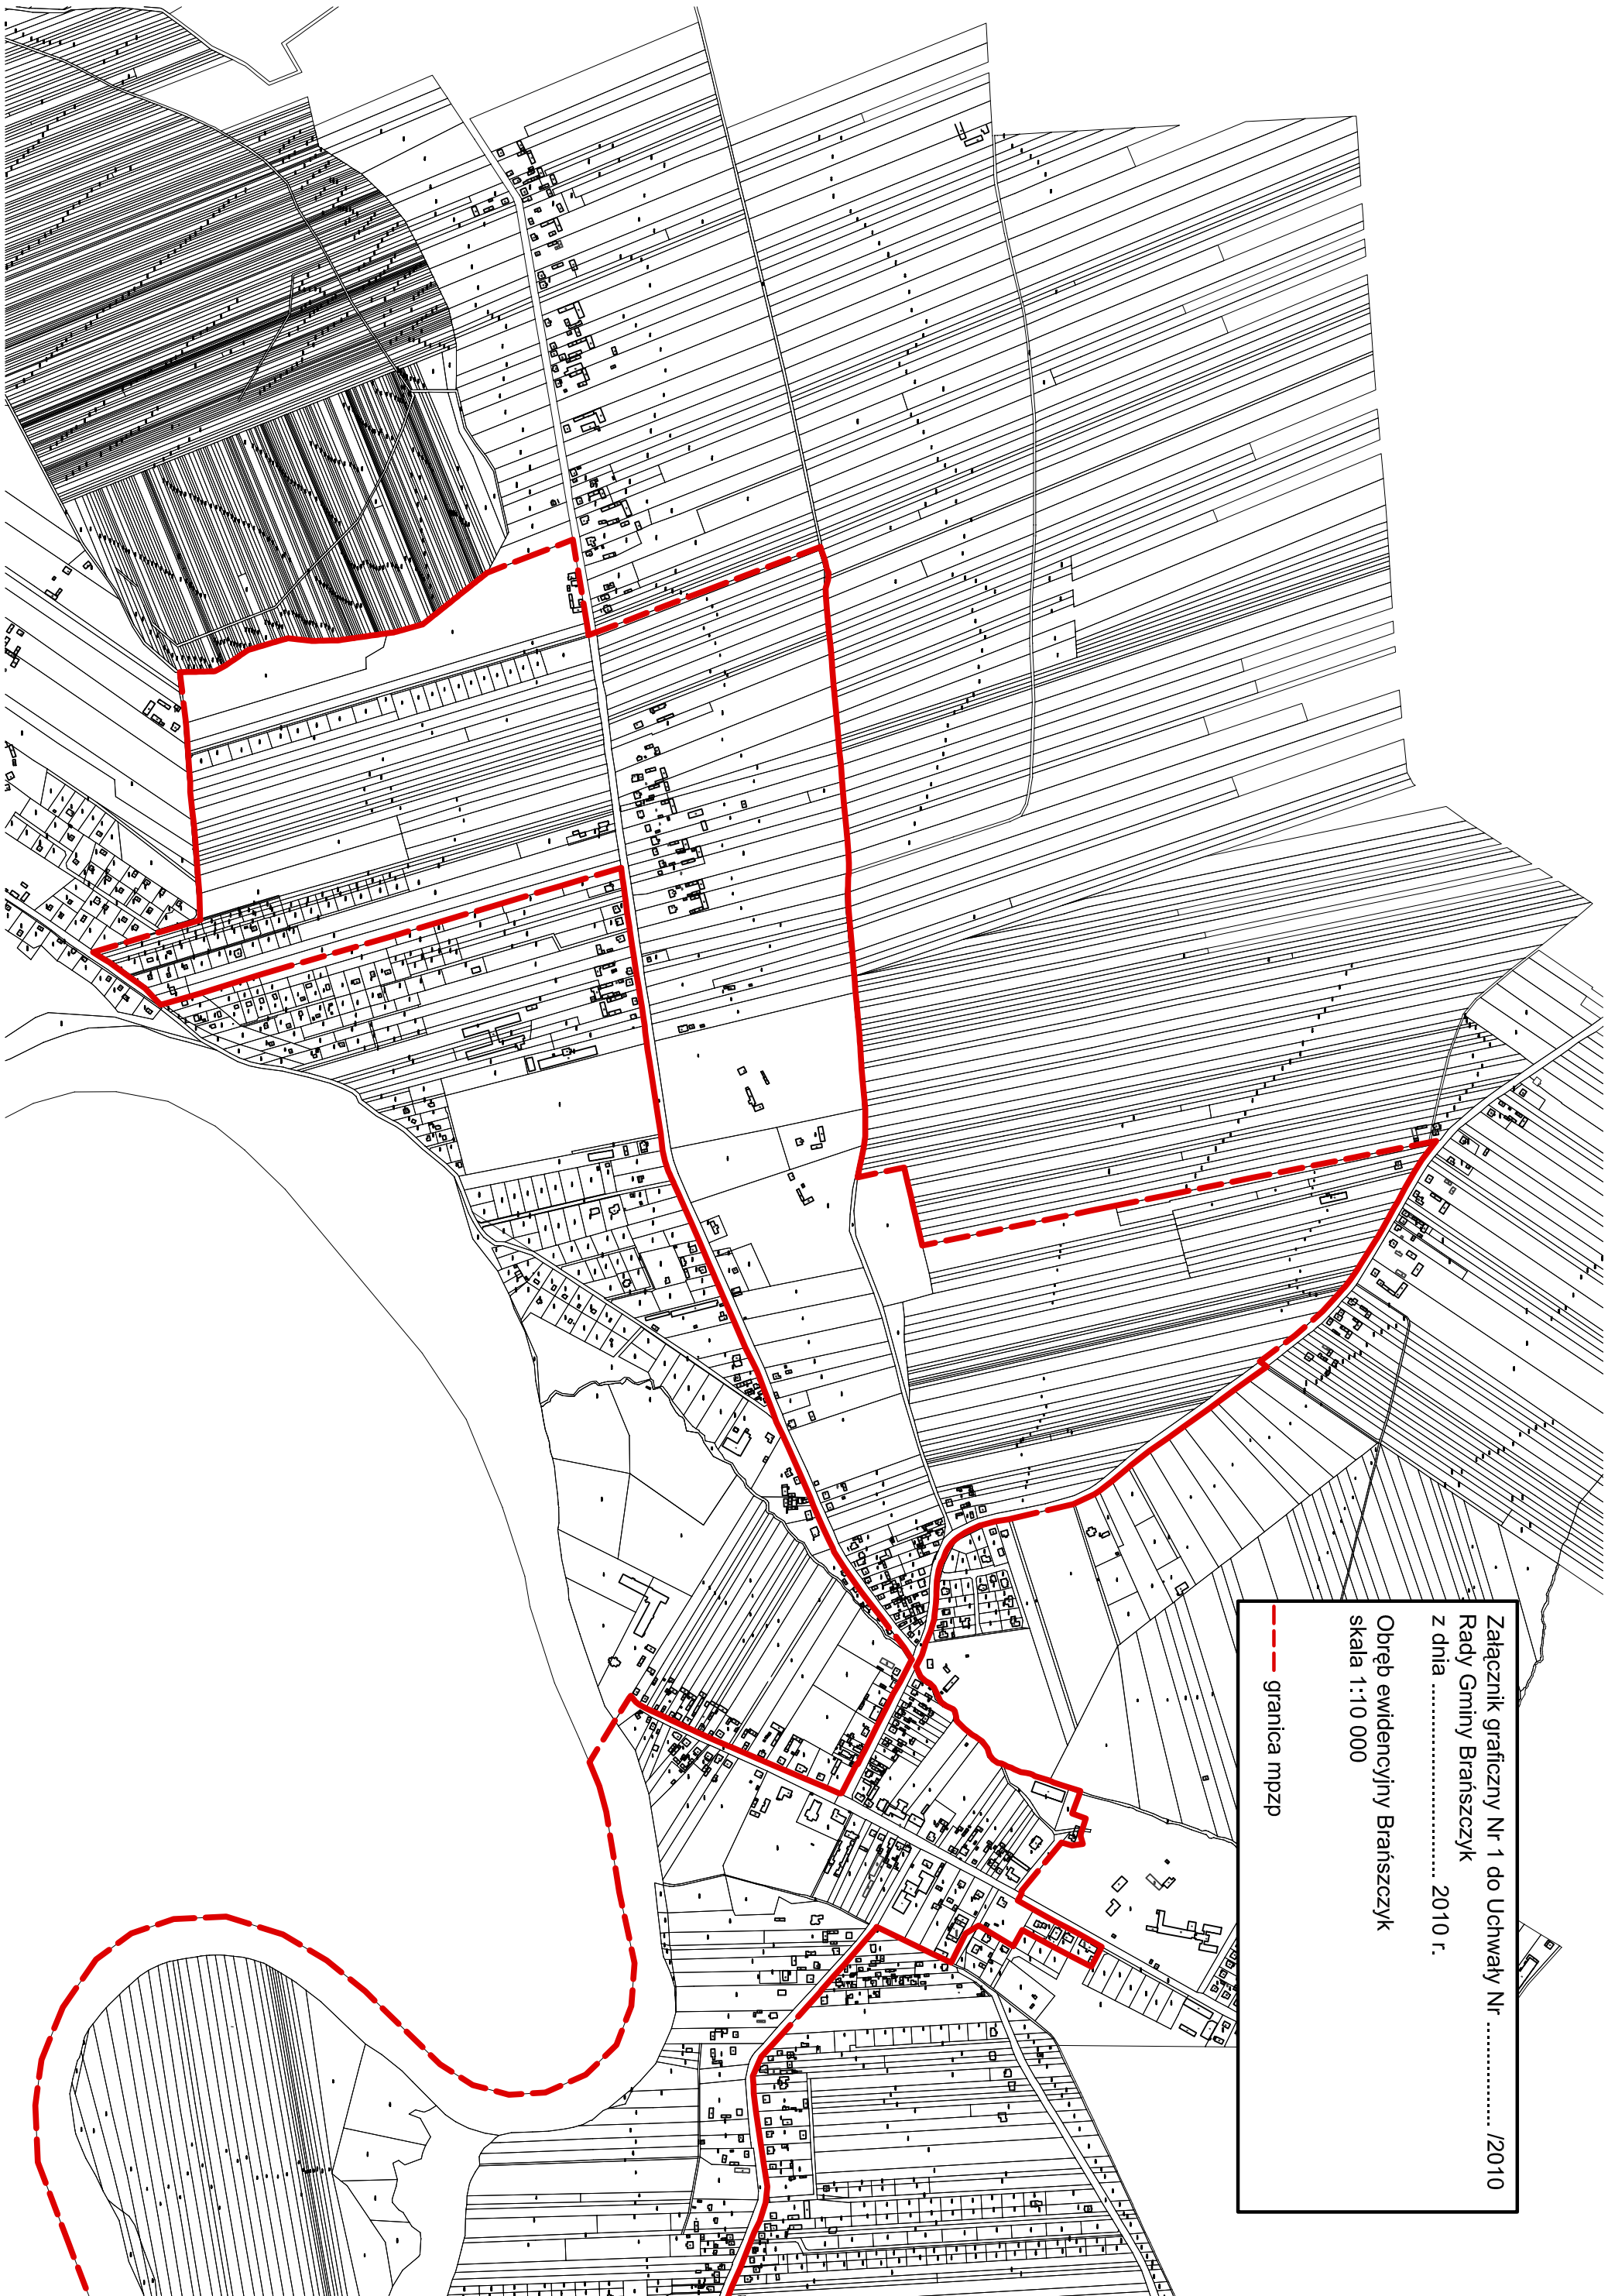 Załącznik graficzny Nr 1 do Uchwały Nr .............. /2010
Rady Gminy Brańszczyk
z dnia .............................. 2010 r.
Obręb ewidencyjny Brańszczyk
skala 1:10 000
granica mpzp